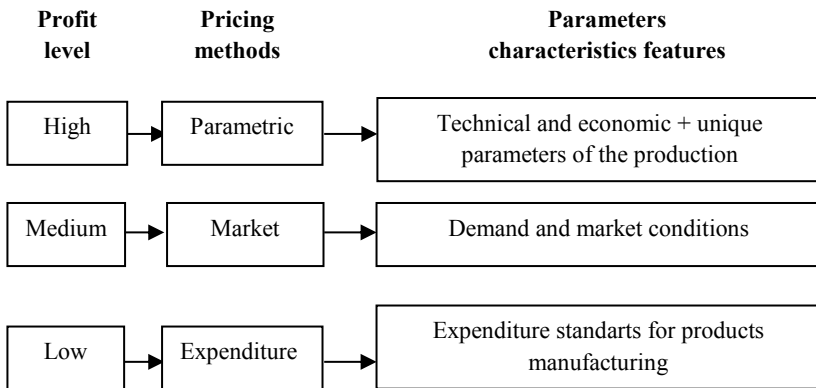 Profit
level
Pricing
methods
Parameters
characteristics features
High
Parametric
Technical and economic + unique
parameters of the production
Medium
Market
Demand and market conditions
Low
Expenditure
Expenditure standarts for products
manufacturing